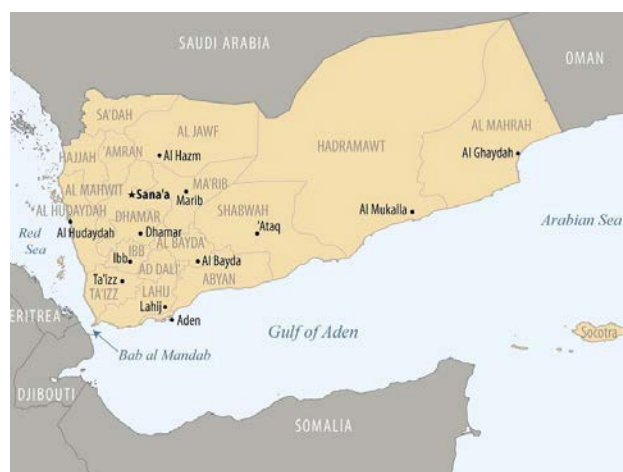 SAUDI ARABIA
OMAN
SA'DAH
AL JAWF
AL MAHRAH
HADRAMAWT
'AMRAN
HAJJAH
Al Hazm
Al Ghaydah
MA'RIB
AL MAHWIT
Sana'a
Marib
AL HUDAYDAH
SHABWAH
Al Mukalla
DHAMAR
Arabian Sea
Red
Sea
Al Hudaydah
Dhamar
'Ataq
AL BAYDA'
IBB
Ibb
Al Bayda
AD DALI'
Ta'izz
ABYAN
TA'IZZ
LAHIJ
Lahij
Aden
ERITREA
Gulf of Aden
Socotra
Bab al Mandab
DJIBOUTI
SOMALIA